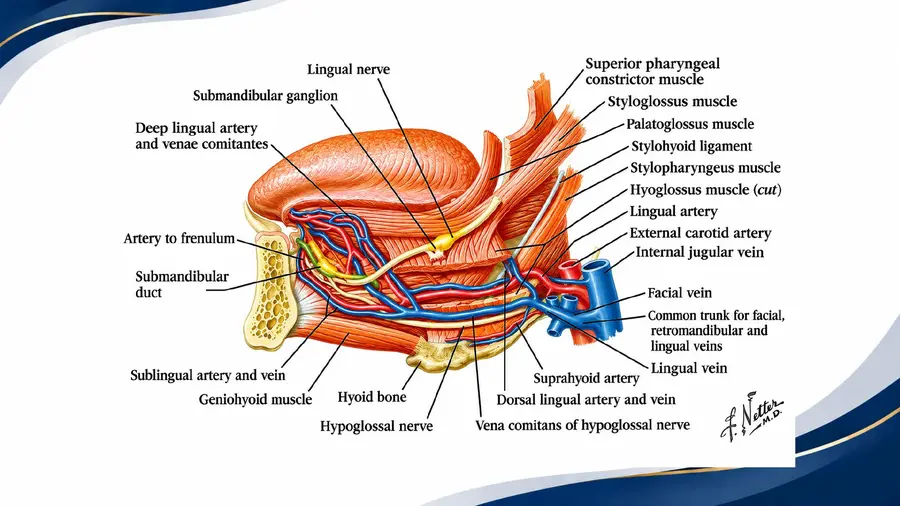 Lingual nerve
Submandibular ganglion
Deep lingual artery
and venae comitantes
Artery to frenulum
Submandibular
duct
Sublingual artery and vein
Geniohyoid muscle
Hyoid bone
Hypoglossal nerve
Superior pharyngeal
constrictor muscle
Styloglossus muscle
Palatoglossus muscle
Stylohyoid ligament
Stylopharyngeus muscle
Hyoglossus muscle (cut)
Lingual artery
External carotid artery
Internal jugular vein
Facial vein
Common trunk for facial,
retromandibular and
lingual veins
Lingual vein
Suprahyoid artery
Dorsal lingual artery and vein
Vena comitans of hypoglossal nerve
F. Netter
M.D.